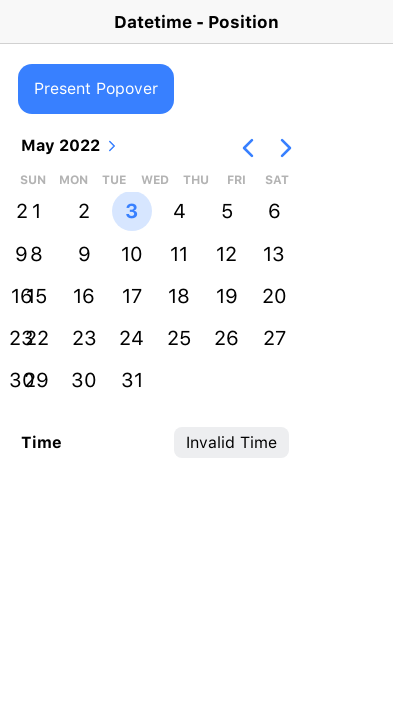 Datetime - Position
Present Popover
May 2022
SUN MON TUE WED THU FRI SAT
2 1 2 3 4 5 6
9 8 9 10 11 12 13
16 15 16 17 18 19 20
23 22 23 24 25 26 27
30 29 30 31
Time Invalid Time